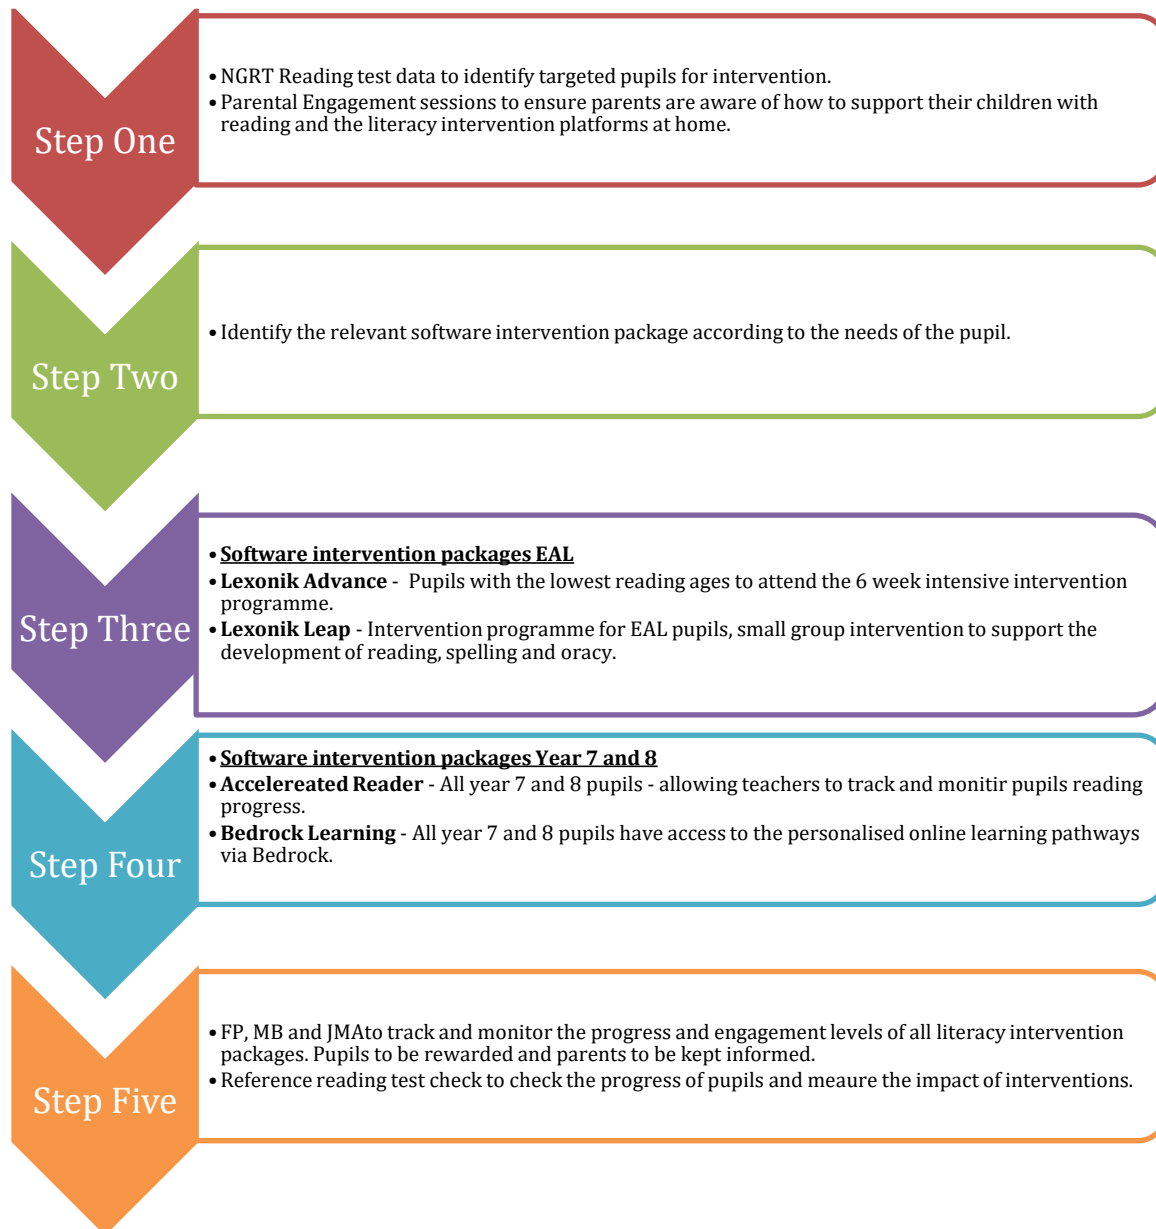 Step One
• NGRT Reading test data to identify targeted pupils for intervention.
• Parental Engagement sessions to ensure parents are aware of how to support their children with
reading and the literacy intervention platforms at home.
Step Two
• Identify the relevant software intervention package according to the needs of the pupil.
Step Three
• Software intervention packages EAL
• Lexonik Advance - Pupils with the lowest reading ages to attend the 6 week intensive intervention
programme.
• Lexonik Leap - Intervention programme for EAL pupils, small group intervention to support the
development of reading, spelling and oracy.
Step Four
• Software intervention packages Year 7 and 8
• Accelereated Reader - All year 7 and 8 pupils - allowing teachers to track and monitir pupils reading
progress.
• Bedrock Learning - All year 7 and 8 pupils have access to the personalised online learning pathways
via Bedrock.
Step Five
• FP, MB and JMAto track and monitor the progress and engagement levels of all literacy intervention
packages. Pupils to be rewarded and parents to be kept informed.
• Reference reading test check to check the progress of pupils and meaure the impact of interventions.